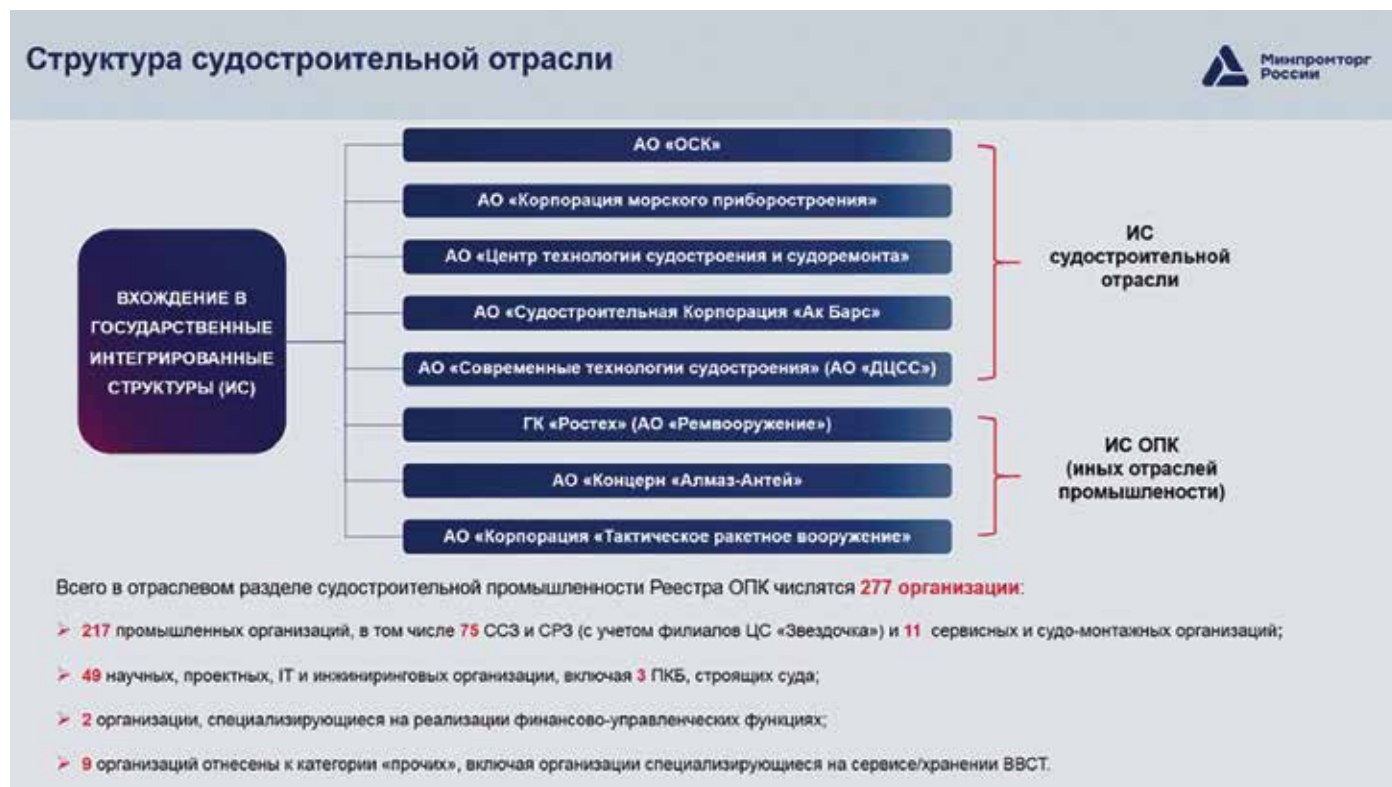 Структура судостроительной отрасли
Минпромторг
России
АО «ОСК»
АО «Корпорация морского приборостроения»
АО «Центр технологии судостроения и судоремонта»
АО «Судостроительная Корпорация «Ак Барс»
АО «Современные технологии судостроения» (АО «ДЦСС»)
ГК «Ростех» (АО «Ремвооружение»)
АО «Концерн «Алмаз-Антей»
АО «Корпорация «Тактическое ракетное вооружение»
ВХОЖДЕНИЕ В
ГОСУДАРСТВЕННЫЕ
ИНТЕГРИРОВАННЫЕ
СТРУКТУРЫ (ИС)
ИС
судостроительной
отрасли
ИС ОПК
(иных отраслей
промышлености)
Всего в отраслевом разделе судостроительной промышленности Реестра ОПК числятся 277 организации:
217 промышленных организаций, в том числе 75 ССЗ и СРЗ (с учетом филиалов ЦС «Звездочка») и 11 сервисных и судо-монтажных организаций;
49 научных, проектных, IT и инжиниринговых организации, включая 3 ПКБ, строящих суда;
2 организации, специализирующиеся на реализации финансово-управленческих функциях;
9 организаций отнесены к категории «прочих», включая организации специализирующиеся на сервисе/хранении ВВСТ.